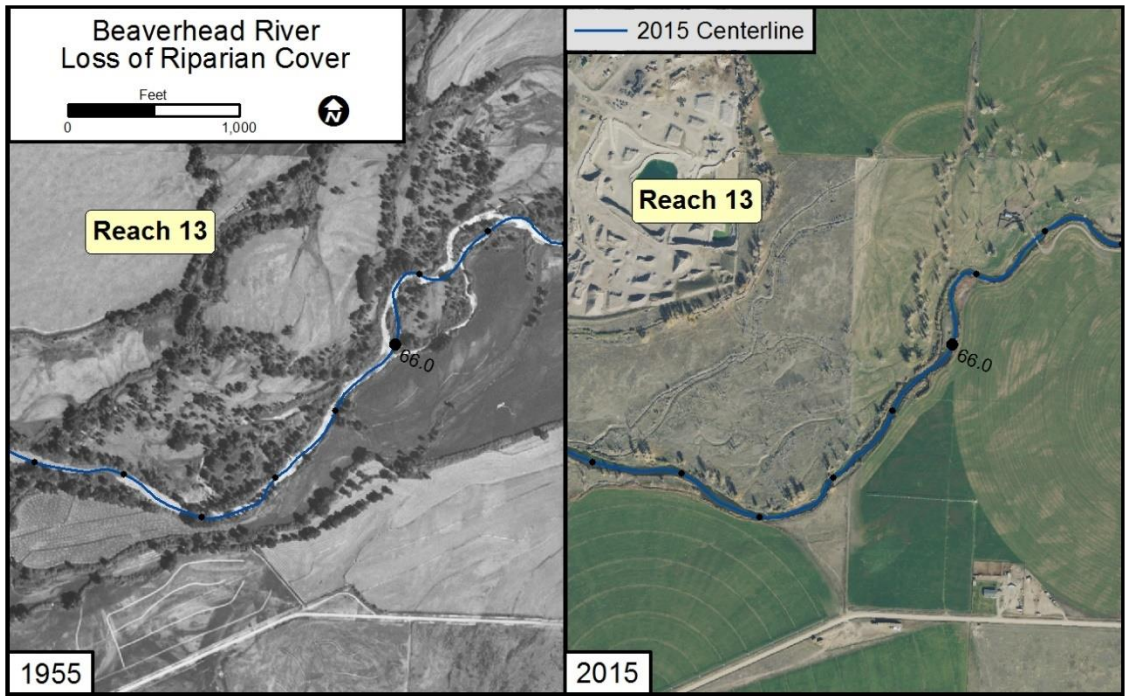 Beaverhead River
Loss of Riparian Cover
Feet
0 1,000
N
2015 Centerline
Reach 13
Reach 13
66.0
66.0
1955
2015